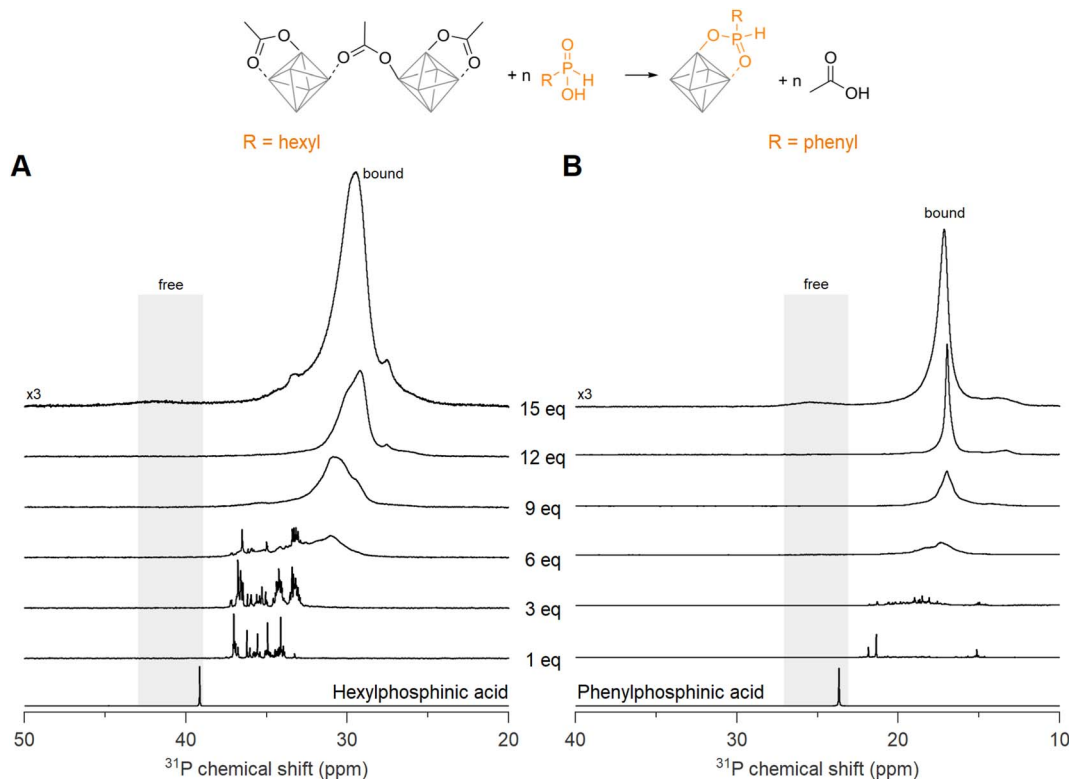 O O O O O O
+ n
O
R P H
OH
R
O P H
O
+ n
O
OH
R = hexyl
R = phenyl
A
B
bound
bound
free
free
x3
x3
15 eq
12 eq
9 eq
6 eq
3 eq
1 eq
Hexylphosphinic acid
Phenylphosphinic acid
50 40 30 20
40 30 20 10
³¹P chemical shift (ppm)
³¹P chemical shift (ppm)